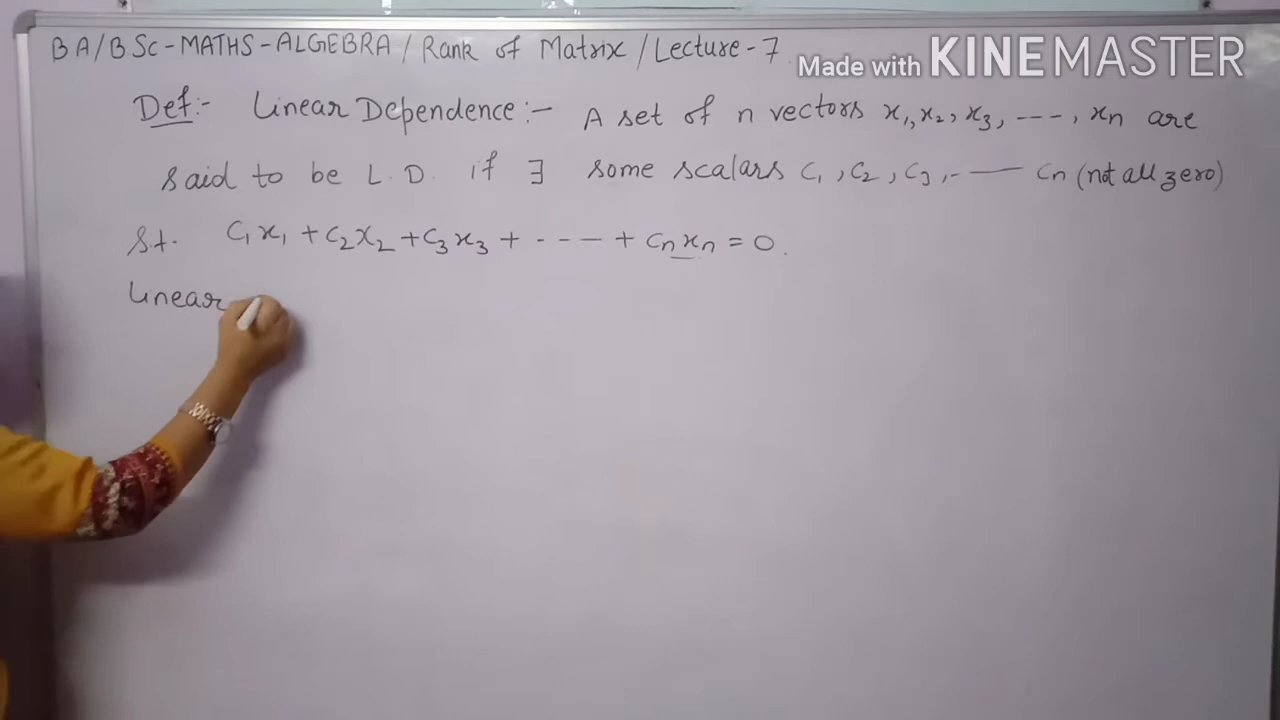 BA/BSc-MATHS-ALGEBRA/Rank of Matrix/Lecture-7
Made with KINEMASTER
Def:- Linear Dependence:- A set of n vectors x₁, x₂, x₃, ----, xn are
said to be L.D. if ∃ some scalars C₁, C₂, C₃, -—— Cn (not all zero)
S.t. C₁x₁ + C₂x₂ + C₃x₃ + ---— + Cnxn = 0.
Linear